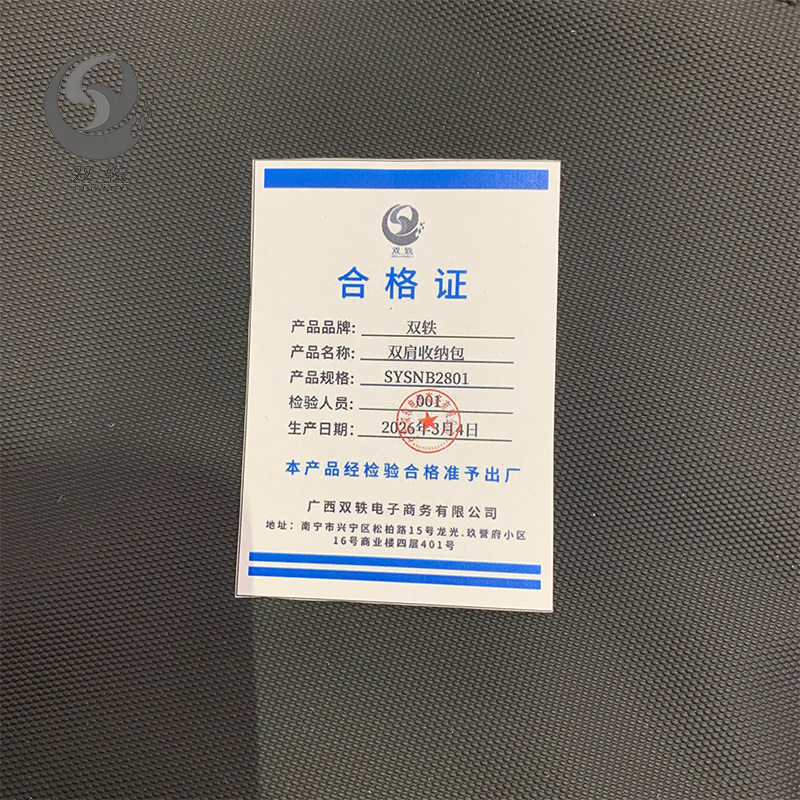 双轶
双轶
合格证
产品品牌: 双轶
产品名称: 双肩收纳包
产品规格: SYSNB2801
检验人员: 001
生产日期: 2026年3月4日
本产品经检验合格准予出厂
广西双轶电子商务有限公司
地址: 南宁市兴宁区松柏路15号龙光.玖誉府小区
16号商业楼四层401号